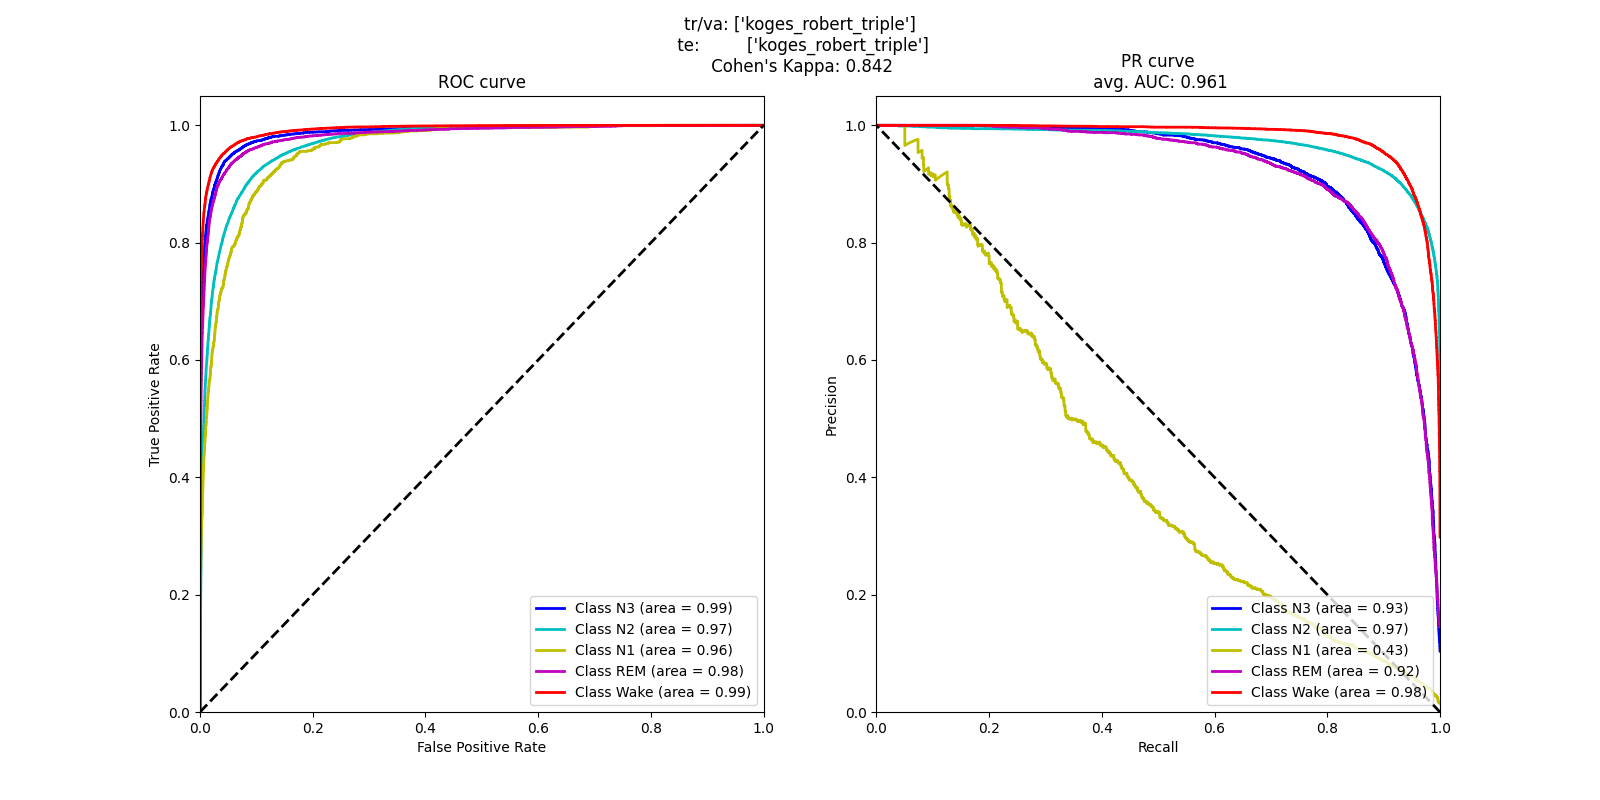 tr/va: ['koges_robert_triple']
te: ['koges_robert_triple']
Cohen's Kappa: 0.842
ROC curve
1.0
0.8
0.6
0.4
0.2
0.0
True Positive Rate
0.0 0.2 0.4 0.6 0.8 1.0
False Positive Rate
Class N3 (area = 0.99)
Class N2 (area = 0.97)
Class N1 (area = 0.96)
Class REM (area = 0.98)
Class Wake (area = 0.99)
PR curve
avg. AUC: 0.961
1.0
0.8
0.6
0.4
0.2
0.0
Precision
0.0 0.2 0.4 0.6 0.8 1.0
Recall
Class N3 (area = 0.93)
Class N2 (area = 0.97)
Class N1 (area = 0.43)
Class REM (area = 0.92)
Class Wake (area = 0.98)